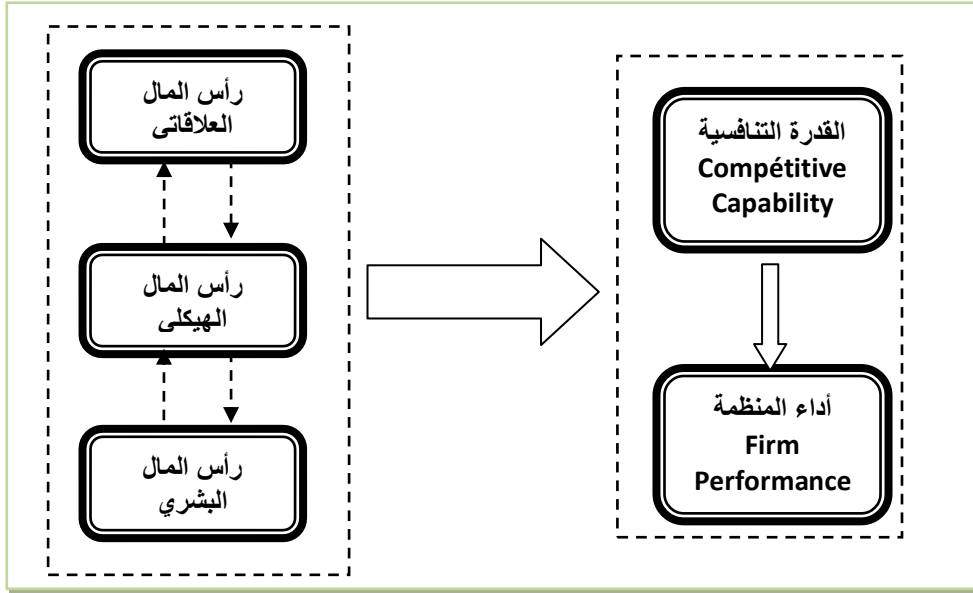 رأس المال
العلاقاتى
رأس المال
الهيكلى
رأس المال
البشري
القدرة التنافسية
Compétitive
Capability
أداء المنظمة
Firm
Performance